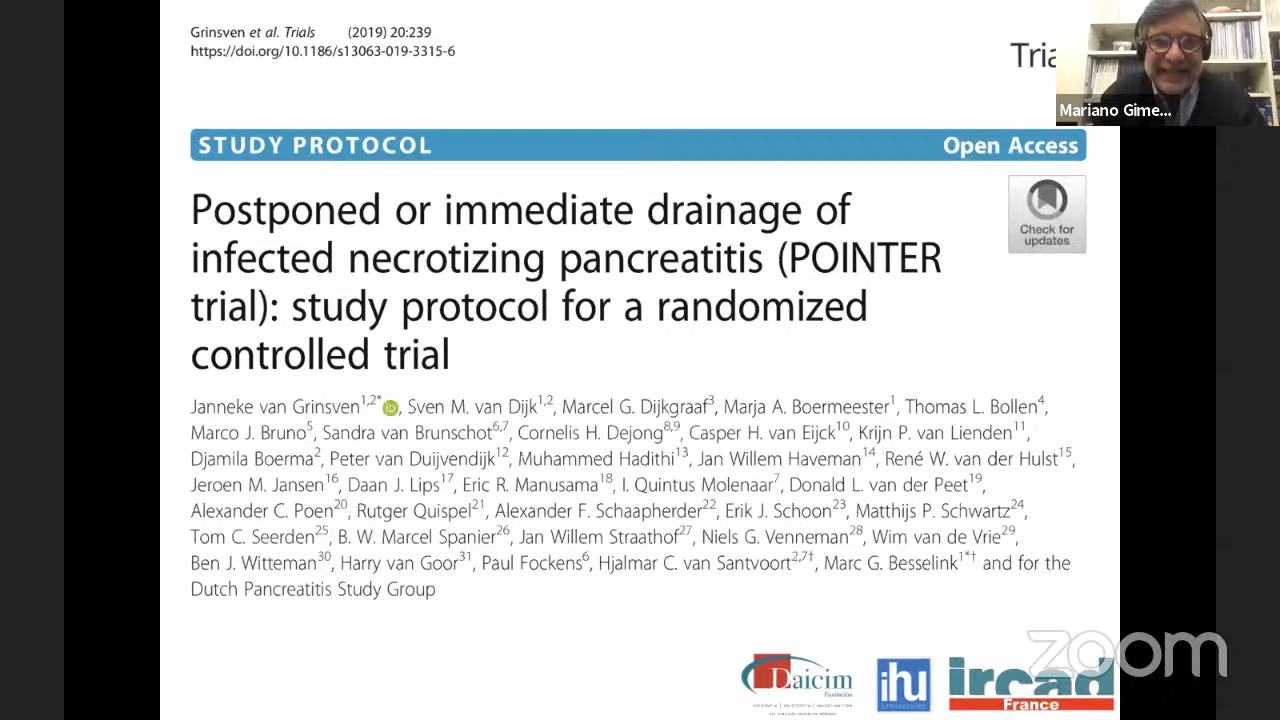 Grinsven et al. Trials (2019) 20:239
https://doi.org/10.1186/s13063-019-3315-6
Mariano Gime...
STUDY PROTOCOL Open Access
Postponed or immediate drainage of
infected necrotizing pancreatitis (POINTER
trial): study protocol for a randomized
controlled trial
Check for
updates
Janneke van Grinsven1,2* iD, Sven M. van Dijk1,2, Marcel G. Dijkgraaf3, Marja A. Boermeester1, Thomas L. Bollen4,
Marco J. Bruno5, Sandra van Brunschot6,7, Cornelis H. Dejong8,9, Casper H. van Eijck10, Krijn P. van Lienden11,
Djamila Boerma2, Peter van Duijvendijk12, Muhammed Hadithi13, Jan Willem Haveman14, René W. van der Hulst15,
Jeroen M. Jansen16, Daan J. Lips17, Eric R. Manusama18, I. Quintus Molenaar7, Donald L. van der Peet19,
Alexander C. Poen20, Rutger Quispel21, Alexander F. Schaapherder22, Erik J. Schoon23, Matthijs P. Schwartz24,
Tom C. Seerden25, B. W. Marcel Spanier26, Jan Willem Straathof27, Niels G. Venneman28, Wim van de Vrie29,
Ben J. Witteman30, Harry van Goor31, Paul Fockens6, Hjalmar C. van Santvoort2,7† , Marc G. Besselink1*† and for the
Dutch Pancreatitis Study Group
Daicim
Fundación
ihu
ircad
France
zoom